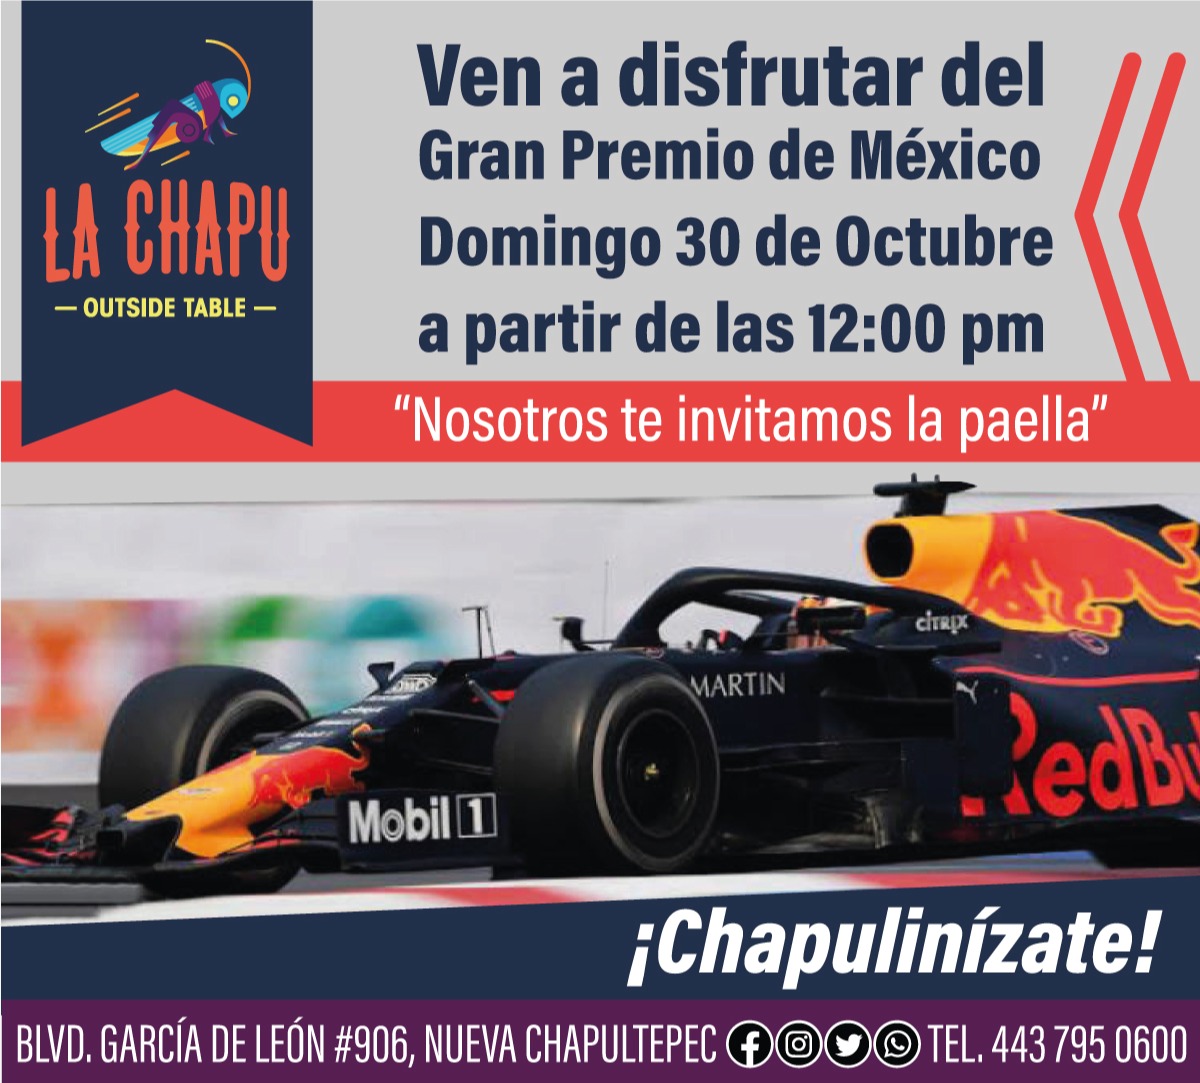 LA CHAPU
— OUTSIDE TABLE —
Ven a disfrutar del
Gran Premio de México
Domingo 30 de Octubre
a partir de las 12:00 pm
“Nosotros te invitamos la paella”
CITRIX
MARTIN
RedBu
Mobil 1
¡Chapulinízate!
BLVD. GARCÍA DE LEÓN #906, NUEVA CHAPULTEPEC TEL. 443 795 0600